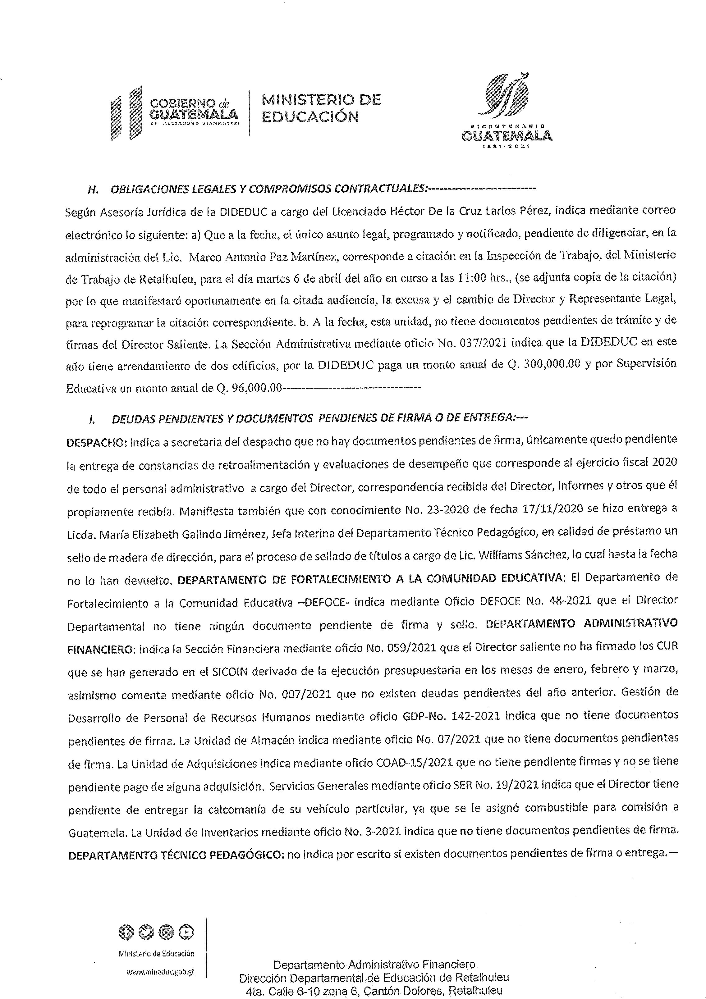 GOBIERNO de
GUATEMALA
DR. ALEJANDRO GIAMMATTEI
MINISTERIO DE
EDUCACIÓN
BICENTENARIO
GUATEMALA
1821-2021
H. OBLIGACIONES LEGALES Y COMPROMISOS CONTRACTUALES:----------------------------
Según Asesoría Jurídica de la DIDEDUC a cargo del Licenciado Héctor De la Cruz Larios Pérez, indica mediante correo
electrónico lo siguiente: a) Que a la fecha, el único asunto legal, programado y notificado, pendiente de diligenciar, en la
administración del Lic. Marco Antonio Paz Martínez, corresponde a citación en la Inspección de Trabajo, del Ministerio
de Trabajo de Retalhuleu, para el día martes 6 de abril del año en curso a las 11:00 hrs., (se adjunta copia de la citación)
por lo que manifestaré oportunamente en la citada audiencia, la excusa y el cambio de Director y Representante Legal,
para reprogramar la citación correspondiente. b. A la fecha, esta unidad, no tiene documentos pendientes de trámite y de
firmas del Director Saliente. La Sección Administrativa mediante oficio No. 037/2021 indica que la DIDEDUC en este
año tiene arrendamiento de dos edificios, por la DIDEDUC paga un monto anual de Q. 300,000.00 y por Supervisión
Educativa un monto anual de Q. 96,000.00------------------------------------
I. DEUDAS PENDIENTES Y DOCUMENTOS PENDIENES DE FIRMA O DE ENTREGA:---
DESPACHO: Indica a secretaría del despacho que no hay documentos pendientes de firma, únicamente quedo pendiente
la entrega de constancias de retroalimentación y evaluaciones de desempeño que corresponde al ejercicio fiscal 2020
de todo el personal administrativo a cargo del Director, correspondencia recibida del Director, informes y otros que él
propiamente recibía. Manifiesta también que con conocimiento No. 23-2020 de fecha 17/11/2020 se hizo entrega a
Licda. María Elizabeth Galindo Jiménez, Jefa Interina del Departamento Técnico Pedagógico, en calidad de préstamo un
sello de madera de dirección, para el proceso de sellado de títulos a cargo de Lic. Williams Sánchez, lo cual hasta la fecha
no lo han devuelto. DEPARTAMENTO DE FORTALECIMIENTO A LA COMUNIDAD EDUCATIVA: El Departamento de
Fortalecimiento a la Comunidad Educativa –DEFOCE- indica mediante Oficio DEFOCE No. 48-2021 que el Director
Departamental no tiene ningún documento pendiente de firma y sello. DEPARTAMENTO ADMINISTRATIVO
FINANCIERO: indica la Sección Financiera mediante oficio No. 059/2021 que el Director saliente no ha firmado los CUR
que se han generado en el SICOIN derivado de la ejecución presupuestaria en los meses de enero, febrero y marzo,
asimismo comenta mediante oficio No. 007/2021 que no existen deudas pendientes del año anterior. Gestión de
Desarrollo de Personal de Recursos Humanos mediante oficio GDP-No. 142-2021 indica que no tiene documentos
pendientes de firma. La Unidad de Almacén indica mediante oficio No. 07/2021 que no tiene documentos pendientes
de firma. La Unidad de Adquisiciones indica mediante oficio COAD-15/2021 que no tiene pendiente firmas y no se tiene
pendiente pago de alguna adquisición. Servicios Generales mediante oficio SER No. 19/2021 indica que el Director tiene
pendiente de entregar la calcomanía de su vehículo particular, ya que se le asignó combustible para comisión a
Guatemala. La Unidad de Inventarios mediante oficio No. 3-2021 indica que no tiene documentos pendientes de firma.
DEPARTAMENTO TÉCNICO PEDAGÓGICO: no indica por escrito si existen documentos pendientes de firma o entrega.—
Ministerio de Educación
www.mineduc.gob.gt
Departamento Administrativo Financiero
Dirección Departamental de Educación de Retalhuleu
4ta. Calle 6-10 zona 6, Cantón Dolores, Retalhuleu